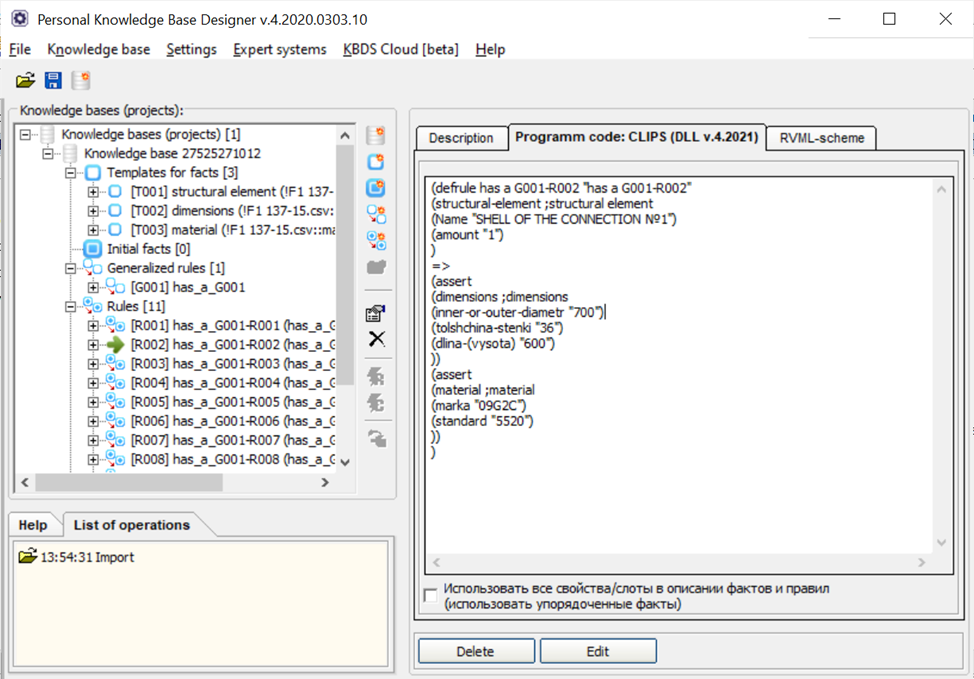 Personal Knowledge Base Designer v.4.2020.0303.10
File Knowledge base Settings Expert systems KBDS Cloud [beta] Help
Knowledge bases (projects):
Knowledge bases (projects) [1]
Knowledge base 27525271012
Templates for facts [3]
[T001] structural element (!F1 137-
[T002] dimensions (!F1 137-15.csv:
[T003] material (!F1 137-15.csv::ma
Initial facts [0]
Generalized rules [1]
[G001] has_a_G001
Rules [11]
[R001] has_a_G001-R001 (has_a_G
[R002] has_a_G001-R002 (has_a_G
[R003] has_a_G001-R003 (has_a_G
[R004] has_a_G001-R004 (has_a_G
[R005] has_a_G001-R005 (has_a_G
[R006] has_a_G001-R006 (has_a_G
[R007] has_a_G001-R007 (has_a_G
[R008] has_a_G001-R008 (has_a_G
Help List of operations
13:54:31 Import
Description Programm code: CLIPS (DLL v.4.2021) RVML-scheme
(defrule has a G001-R002 "has a G001-R002"
(structural-element ;structural element
(Name "SHELL OF THE CONNECTION №1")
(amount "1")
)
=>
(assert
(dimensions ;dimensions
(inner-or-outer-diametr "700")
(tolshchina-stenki "36")
(dlina-(vysota) "600")
))
(assert
(material ;material
(marka "09G2C")
(standard "5520")
))
)
Использовать все свойства/слоты в описании фактов и правил
(использовать упорядоченные факты)
Delete Edit